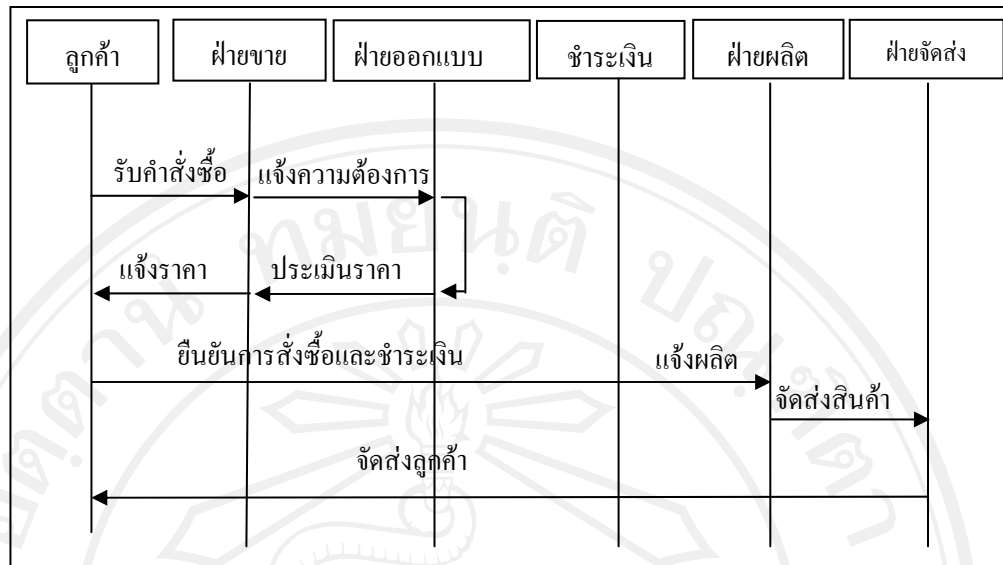 ลูกค้า
ฝ่ายขาย
ฝ่ายออกแบบ
ชำระเงิน
ฝ่ายผลิต
ฝ่ายจัดส่ง
รับคำสั่งซื้อ
แจ้งความต้องการ
แจ้งราคา
ประเมินราคา
ยืนยันการสั่งซื้อและชำระเงิน
แจ้งผลิต
จัดส่งสินค้า
จัดส่งลูกค้า